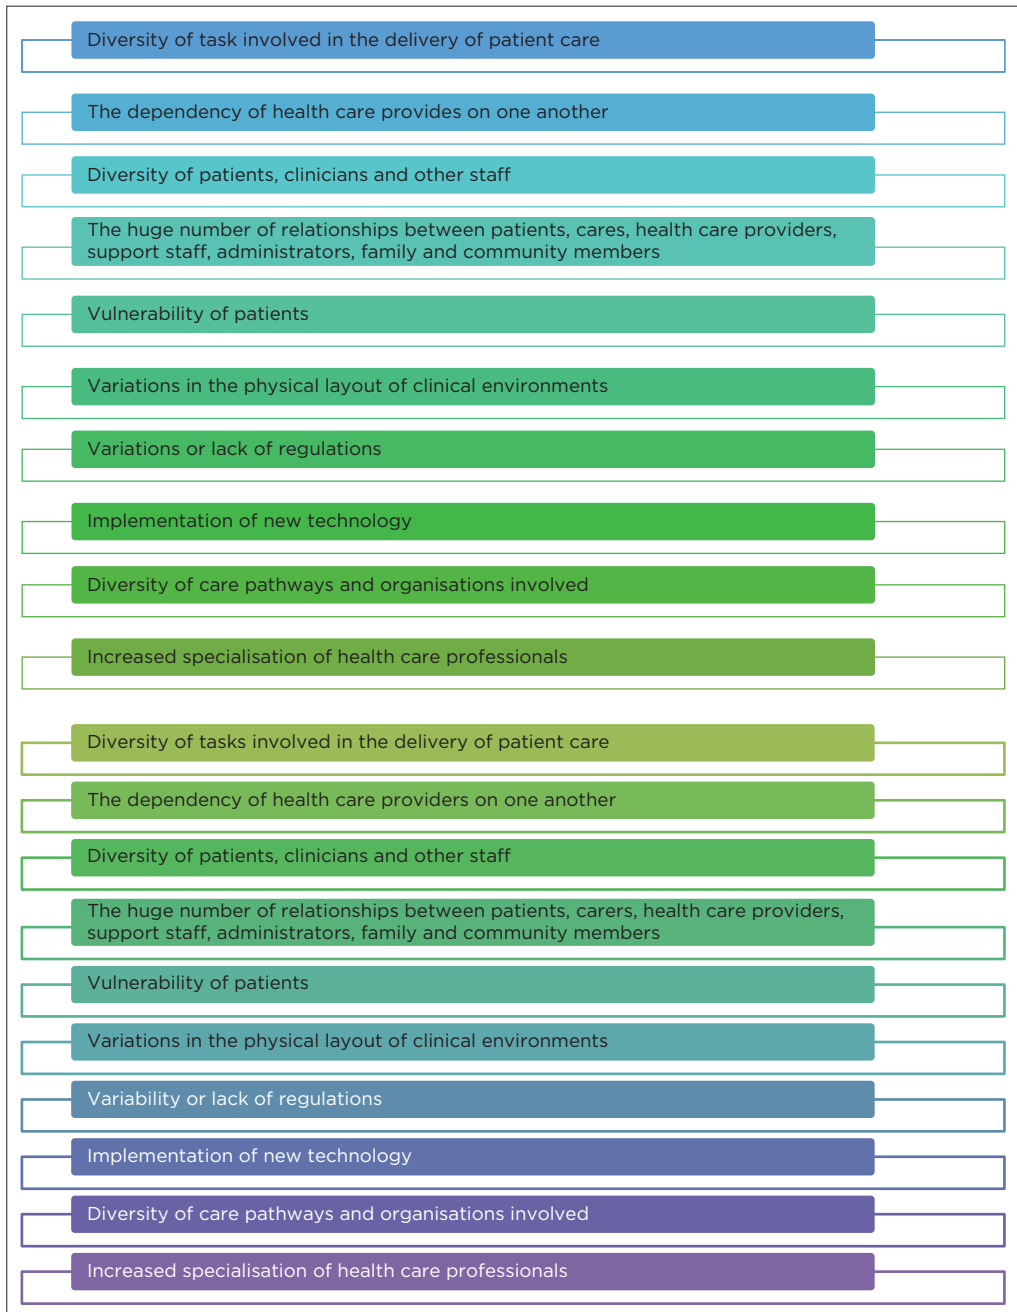 Diversity of task involved in the delivery of patient care
The dependency of health care provides on one another
Diversity of patients, clinicians and other staff
The huge number of relationships between patients, cares, health care providers,
support staff, administrators, family and community members
Vulnerability of patients
Variations in the physical layout of clinical environments
Variations or lack of regulations
Implementation of new technology
Diversity of care pathways and organisations involved
Increased specialisation of health care professionals
Diversity of tasks involved in the delivery of patient care
The dependency of health care providers on one another
Diversity of patients, clinicians and other staff
The huge number of relationships between patients, carers, health care providers,
support staff, administrators, family and community members
Vulnerability of patients
Variations in the physical layout of clinical environments
Variability or lack of regulations
Implementation of new technology
Diversity of care pathways and organisations involved
Increased specialisation of health care professionals